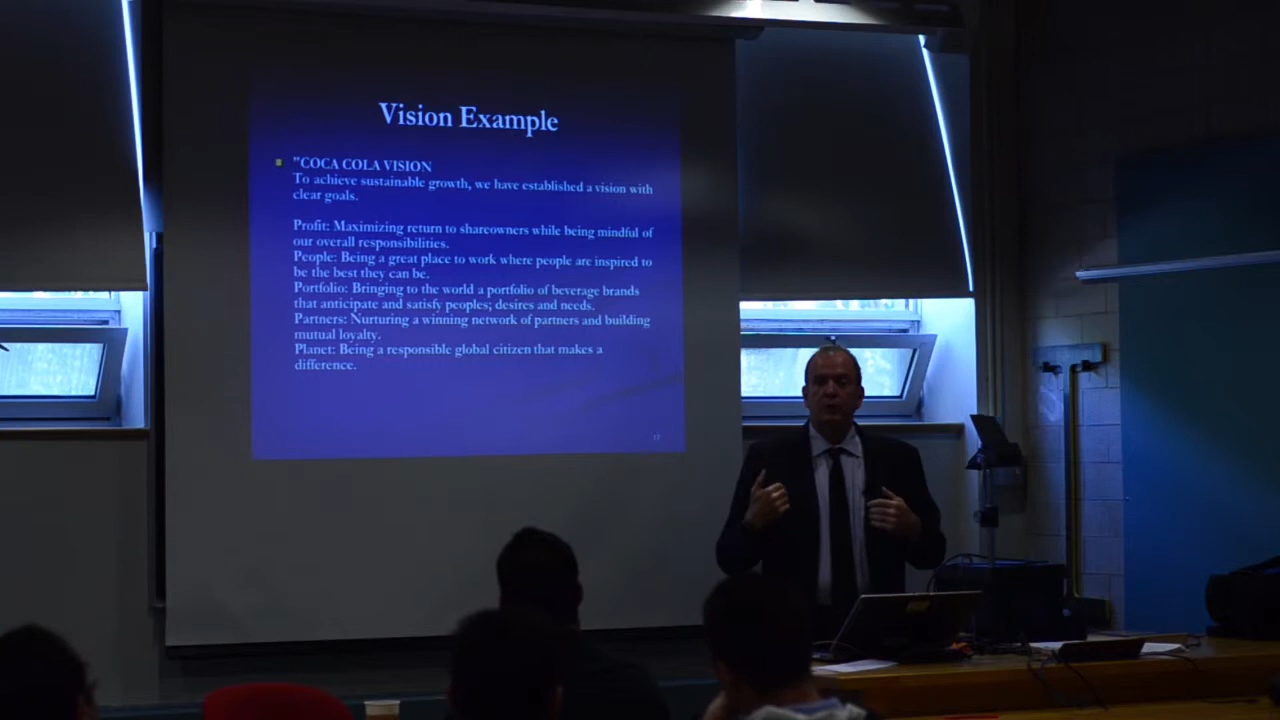 Vision Example
"COCA COLA VISION
To achieve sustainable growth, we have established a vision with
clear goals.
Profit: Maximizing return to shareowners while being mindful of
our overall responsibilities.
People: Being a great place to work where people are inspired to
be the best they can be.
Portfolio: Bringing to the world a portfolio of beverage brands
that anticipate and satisfy peoples; desires and needs.
Partners: Nurturing a winning network of partners and building
mutual loyalty.
Planet: Being a responsible global citizen that makes a
difference.
17